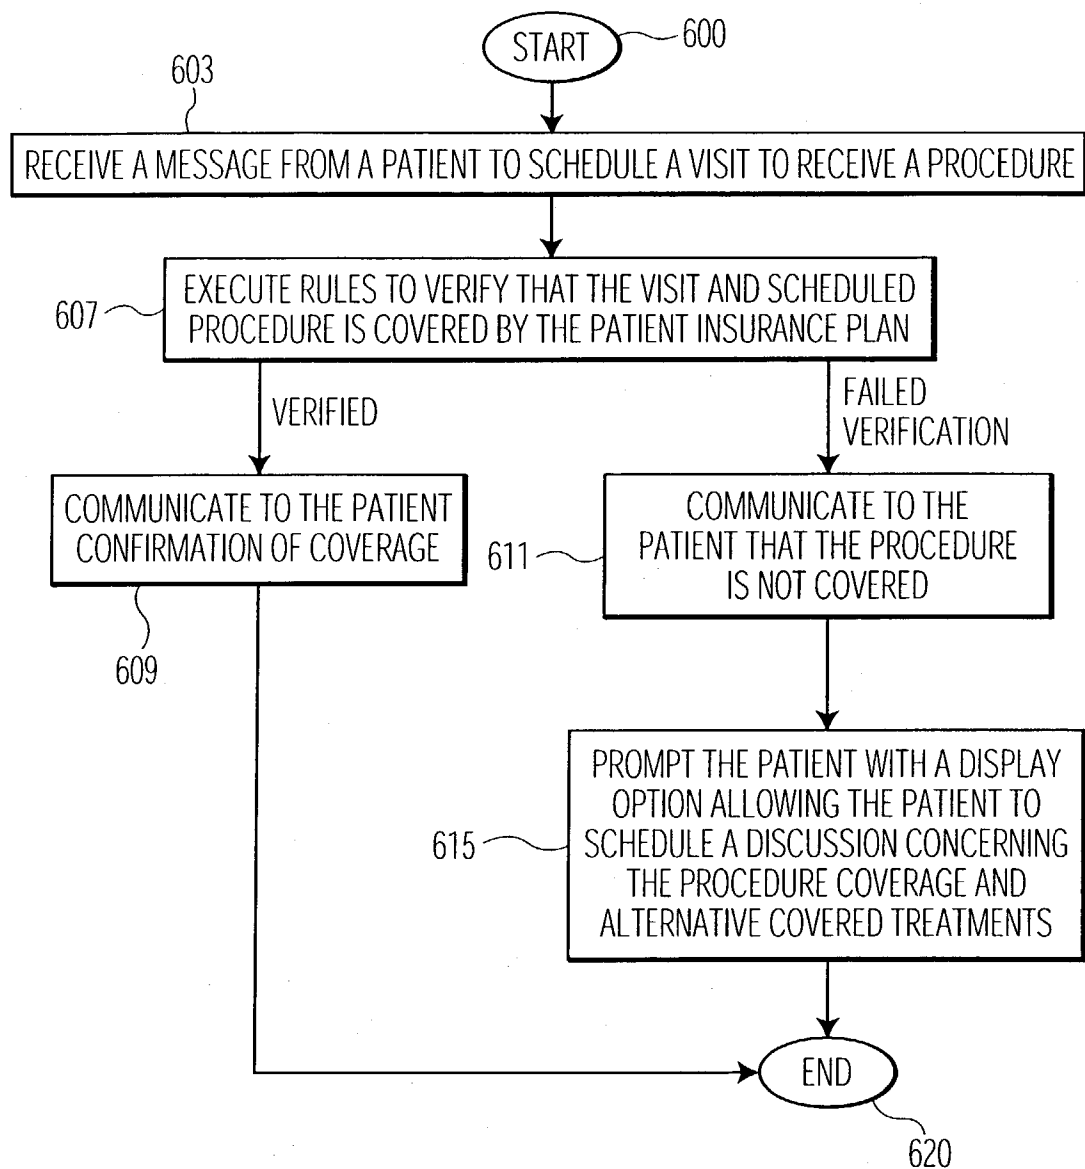 START
600
603
RECEIVE A MESSAGE FROM A PATIENT TO SCHEDULE A VISIT TO RECEIVE A PROCEDURE
EXECUTE RULES TO VERIFY THAT THE VISIT AND SCHEDULED
PROCEDURE IS COVERED BY THE PATIENT INSURANCE PLAN
607
VERIFIED
FAILED
VERIFICATION
COMMUNICATE TO THE PATIENT
CONFIRMATION OF COVERAGE
609
COMMUNICATE TO THE
PATIENT THAT THE PROCEDURE
IS NOT COVERED
611
PROMPT THE PATIENT WITH A DISPLAY
OPTION ALLOWING THE PATIENT TO
SCHEDULE A DISCUSSION CONCERNING
THE PROCEDURE COVERAGE AND
ALTERNATIVE COVERED TREATMENTS
615
END
620